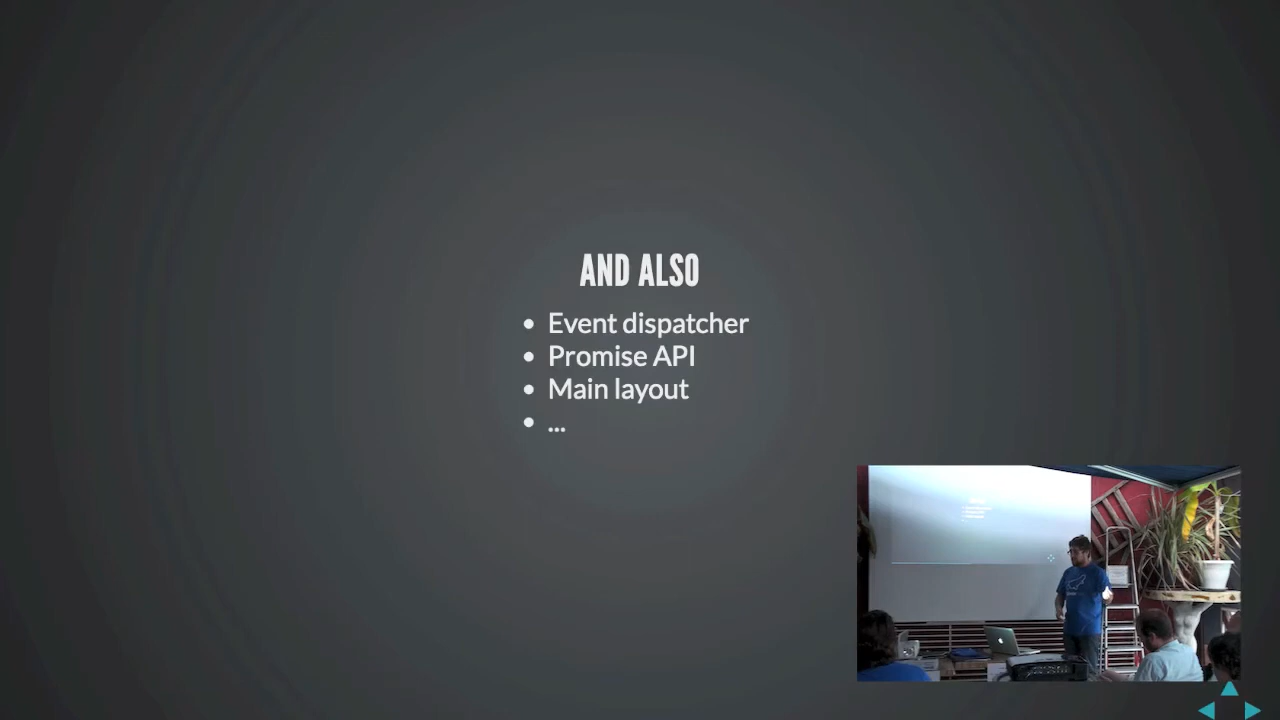 AND ALSO
• Event dispatcher
• Promise API
• Main layout
• ...